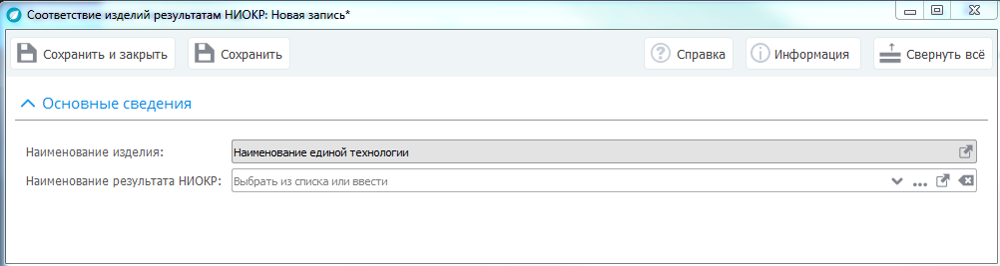 Соответствие изделий результатам НИОКР: Новая запись*
Сохранить и закрыть Сохранить Справка Информация Свернуть всё
Основные сведения
Наименование изделия: Наименование единой технологии
Наименование результата НИОКР: Выбрать из списка или ввести